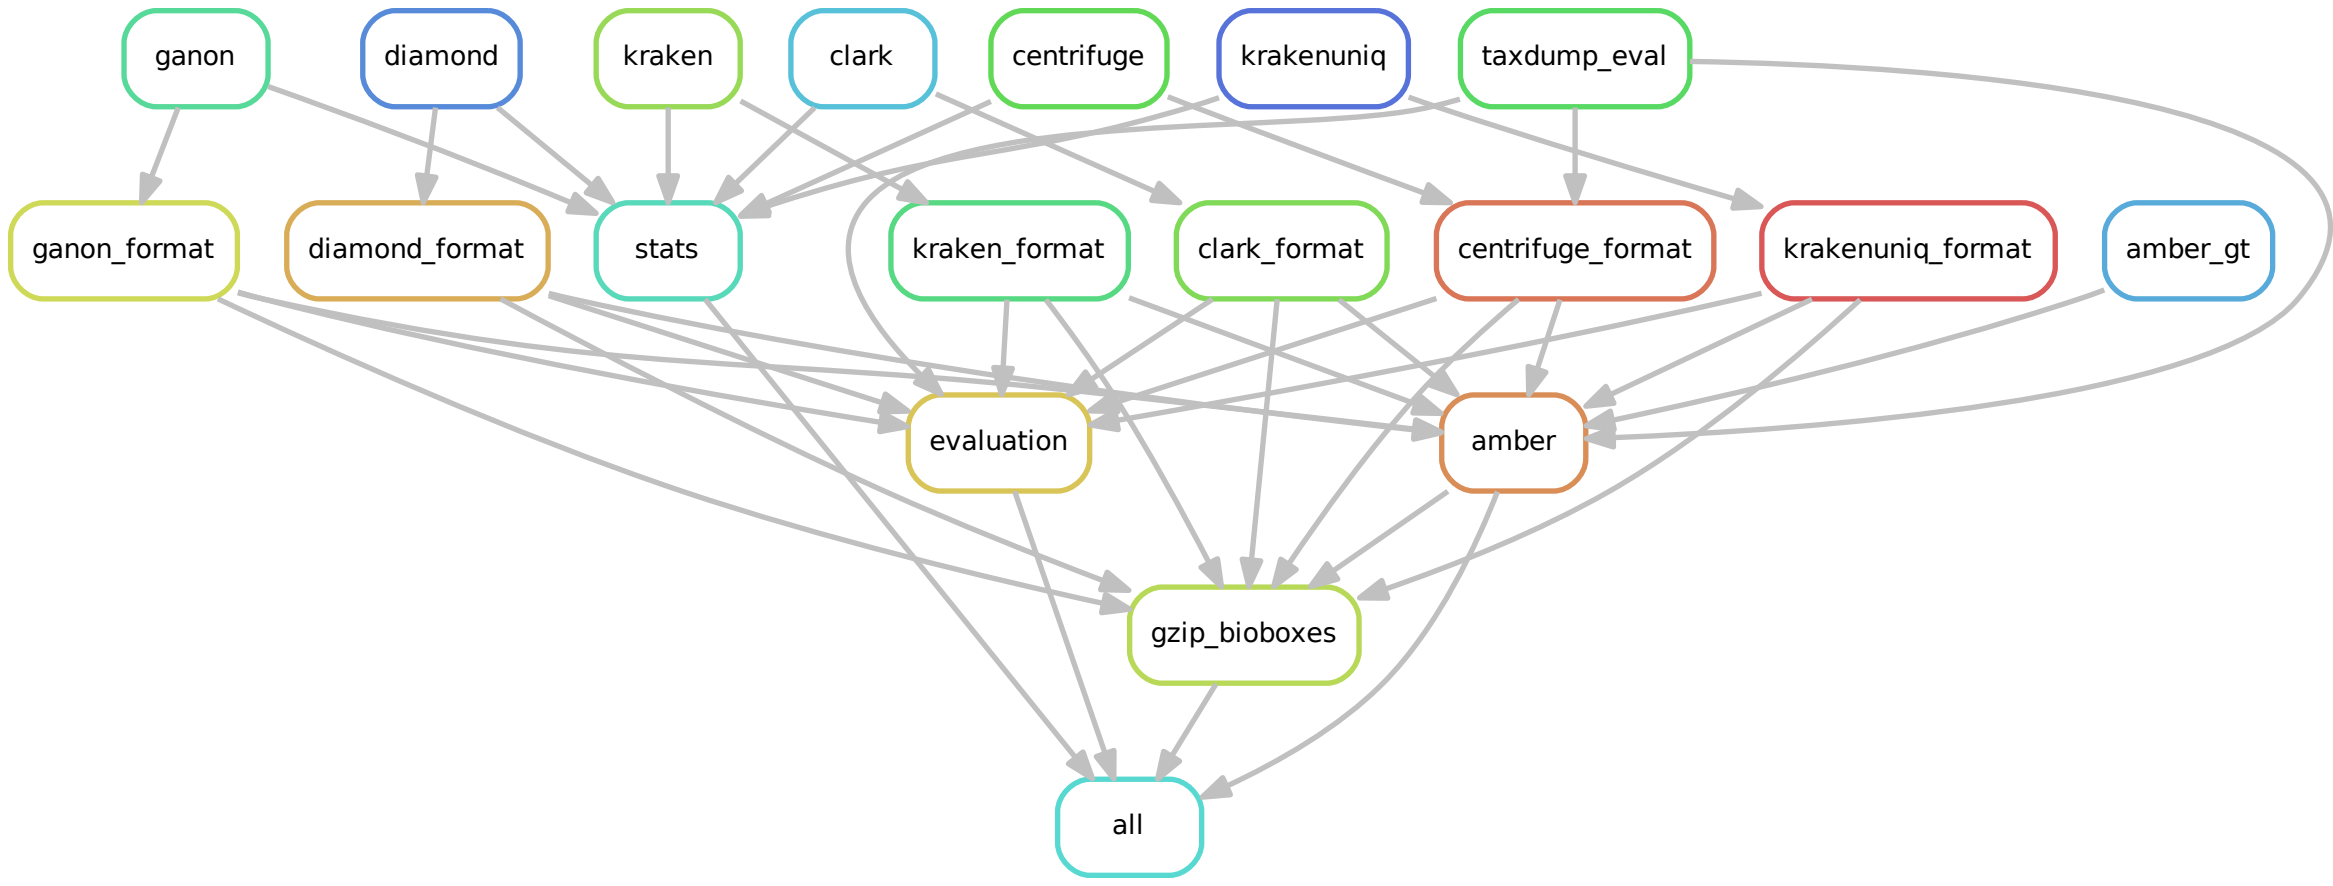 ganon
diamond
kraken
clark
centrifuge
krakenuniq
taxdump_eval
ganon_format
diamond_format
stats
kraken_format
clark_format
centrifuge_format
krakenuniq_format
amber_gt
evaluation
amber
gzip_bioboxes
all